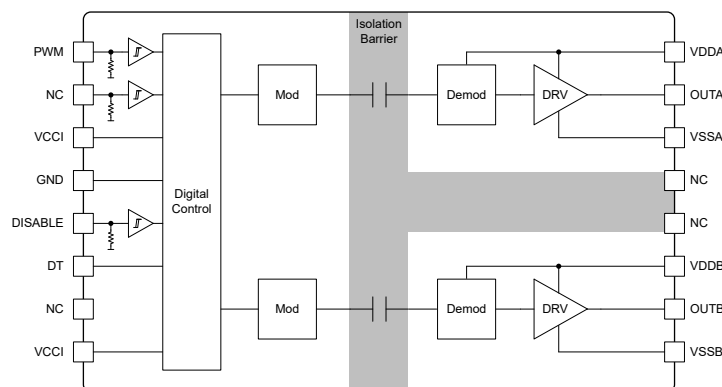 Isolation
Barrier
PWM
NC
VCCI
GND
DISABLE
DT
NC
VCCI
Digital
Control
Mod
Demod
DRV
Mod
Demod
DRV
VDDA
OUTA
VSSA
NC
NC
VDDB
OUTB
VSSB